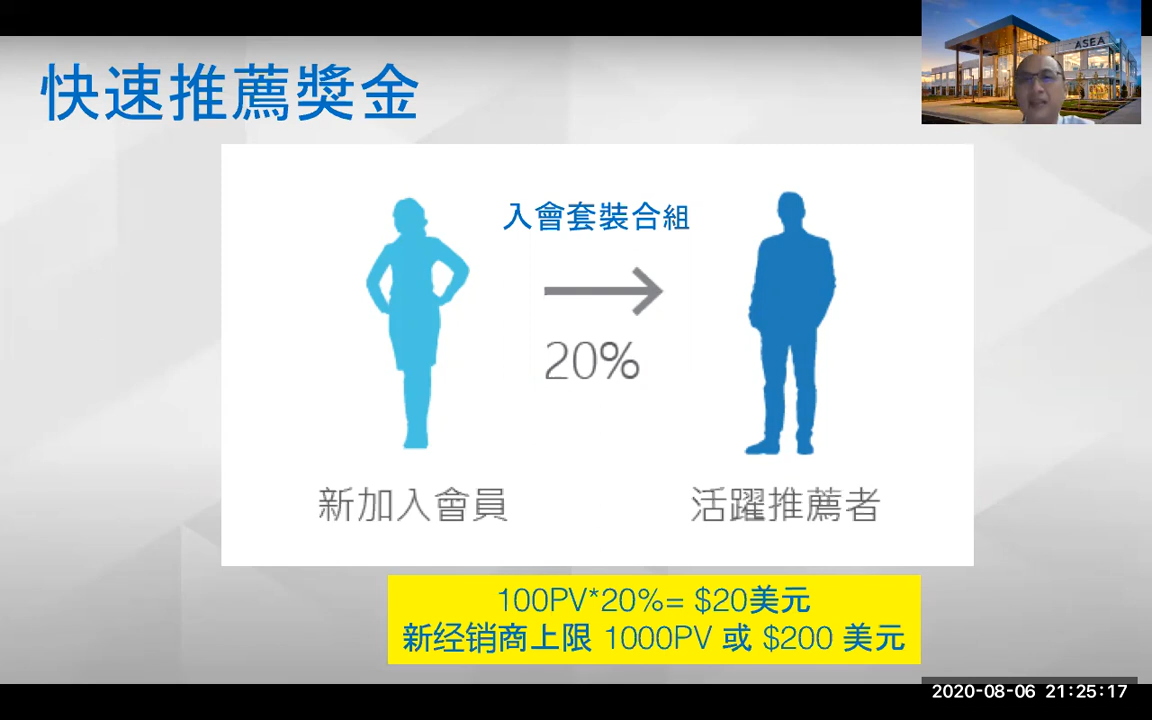 快速推薦獎金
ASEA
入會套裝合組
20%
新加入會員
活躍推薦者
100PV*20%= $20美元
新经销商上限 1000PV 或 $200 美元
2020-08-06 21:25:17